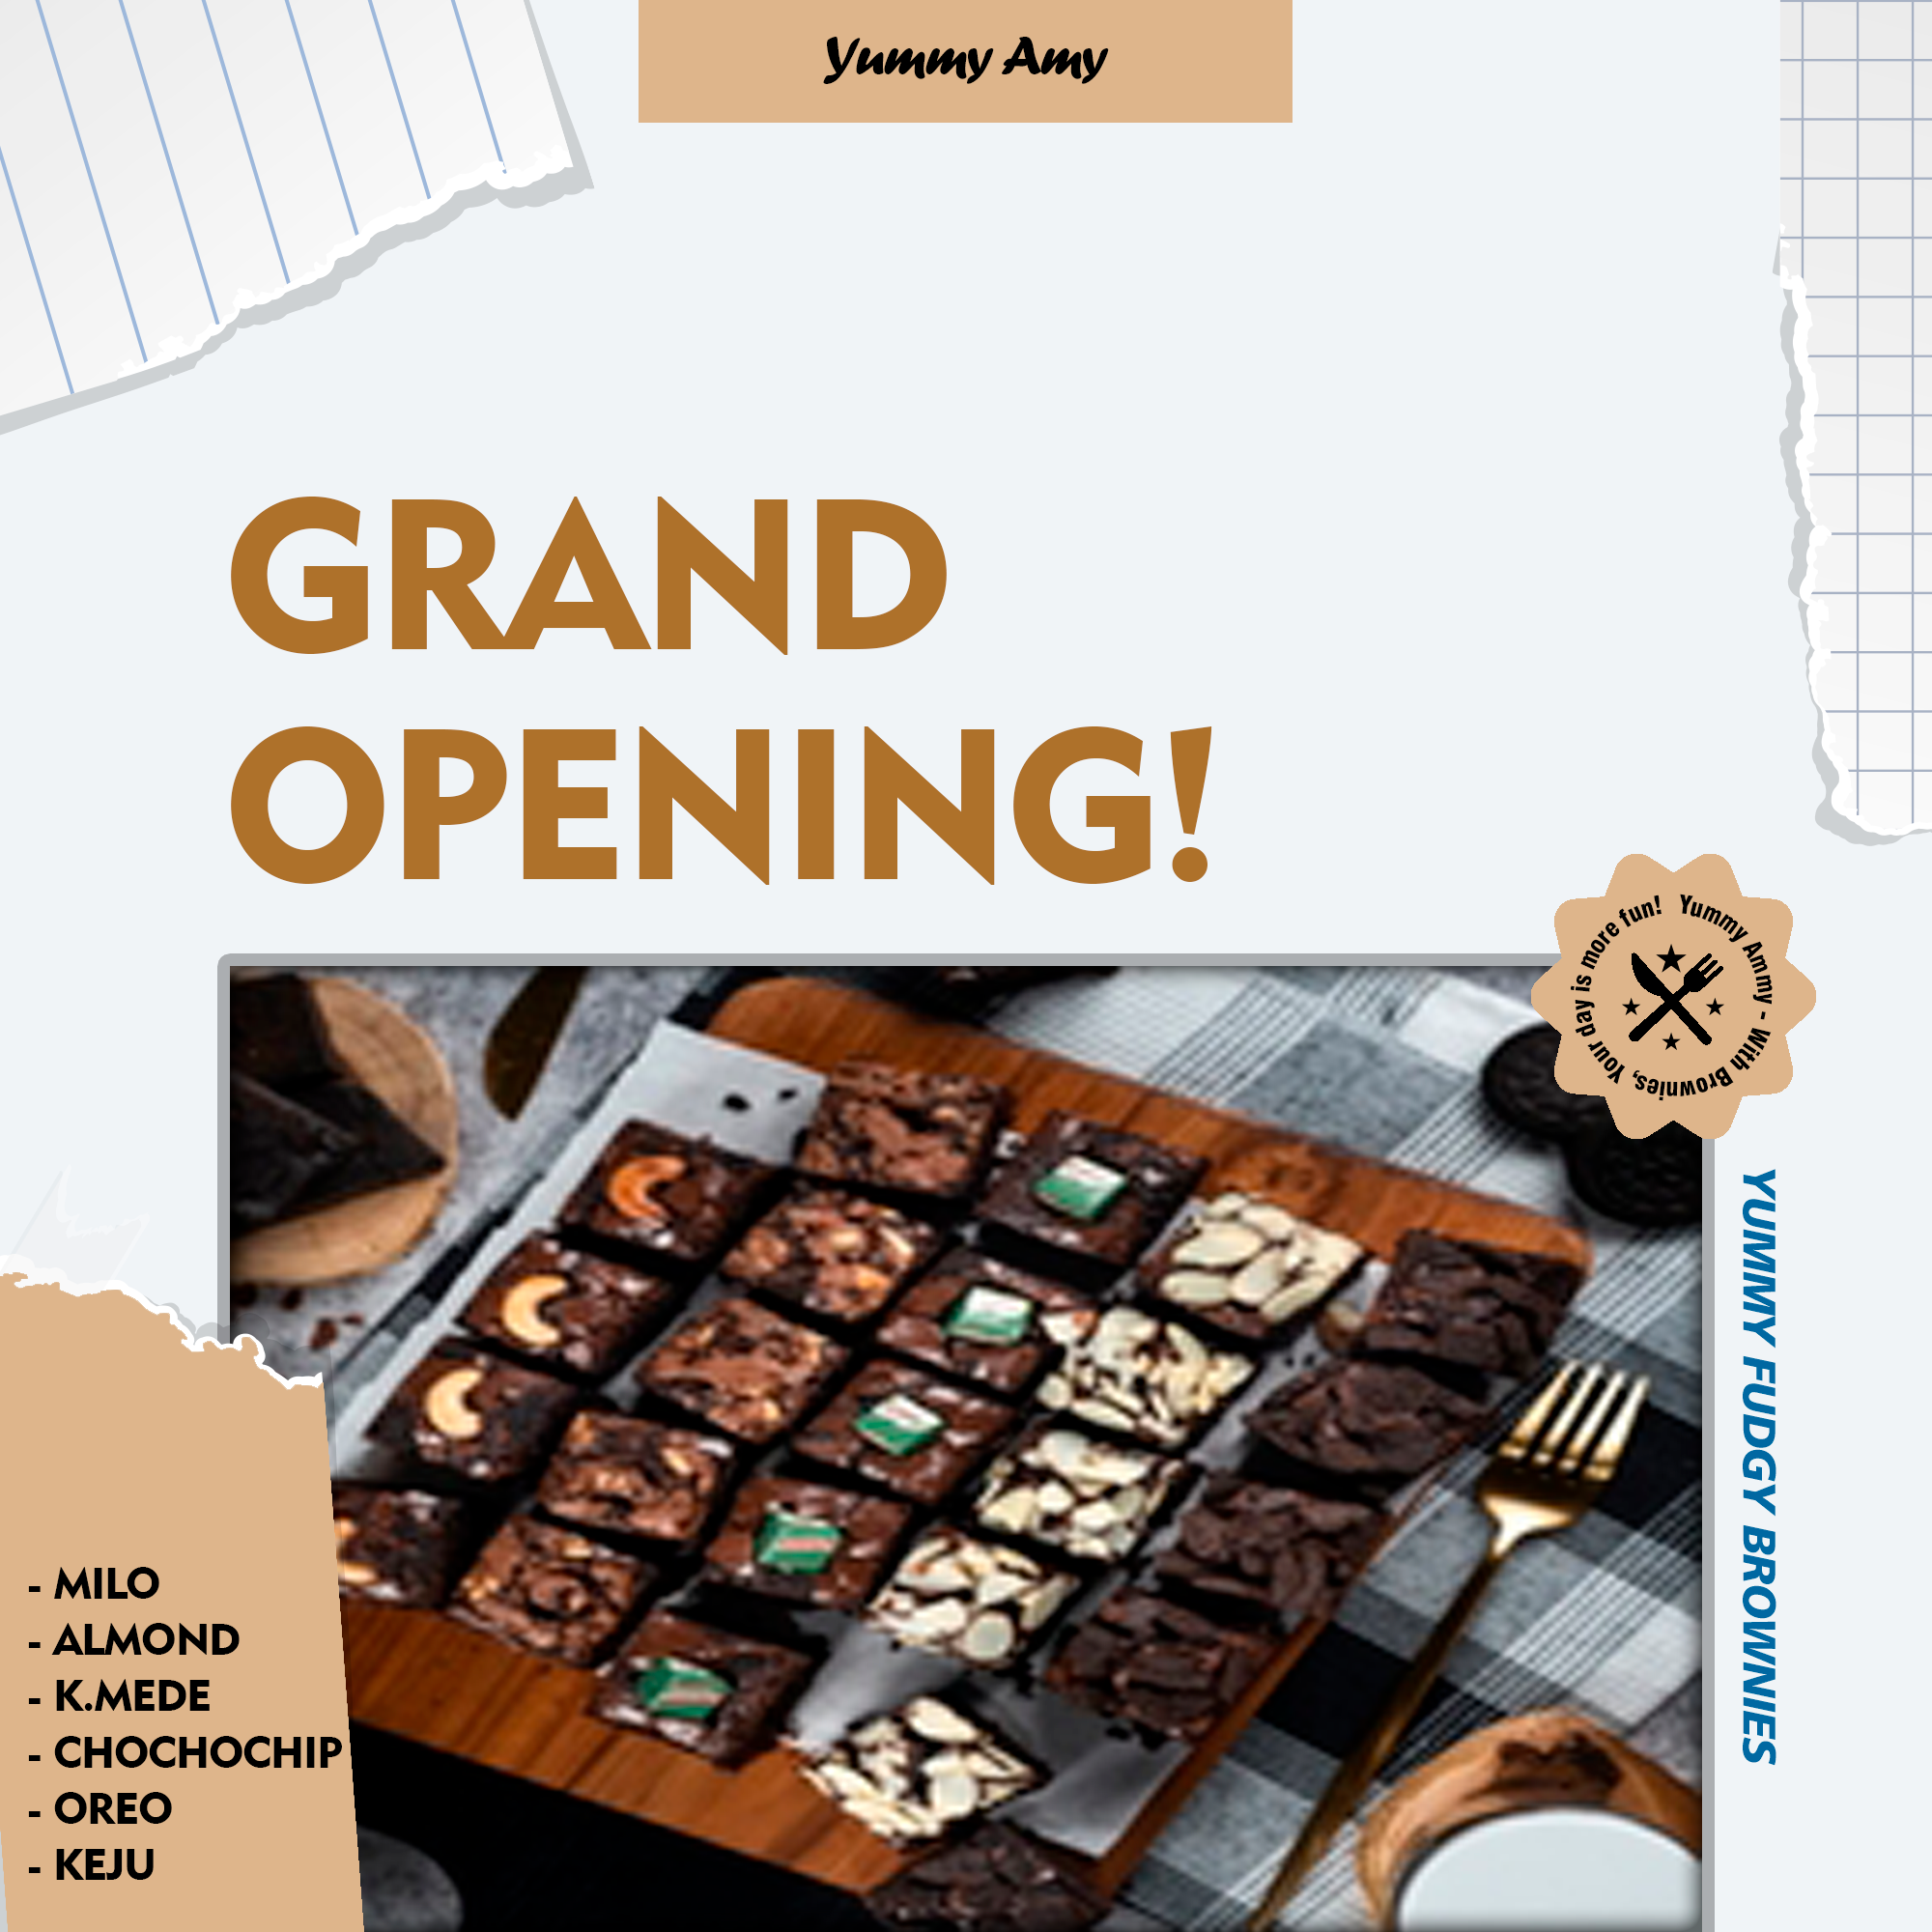 Yummy Amy
GRAND
OPENING!
Yummy Ammy - With Brownies, Your day is more fun!
YUMMY FUDGY BROWNIES
- MILO
- ALMOND
- K.MEDE
- CHOCHOCHIP
- OREO
- KEJU